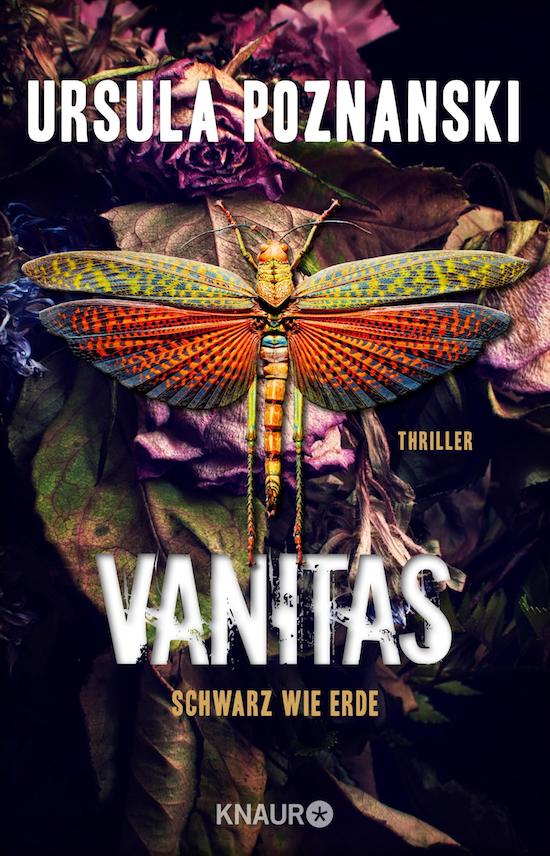 URSULA POZNANSKI
THRILLER
VANITAS
SCHWARZ WIE ERDE
KNAUR